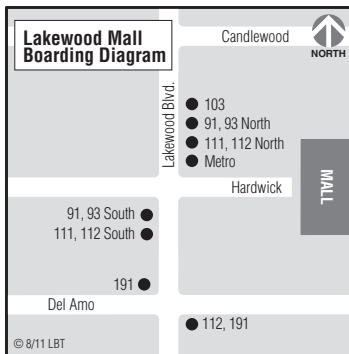 Lakewood Mall
Boarding Diagram
Candlewood
NORTH
Lakewood Blvd.
103
91, 93 North
111, 112 North
Metro
Hardwick
MALL
91, 93 South
111, 112 South
191
Del Amo
112, 191
© 8/11 LBT